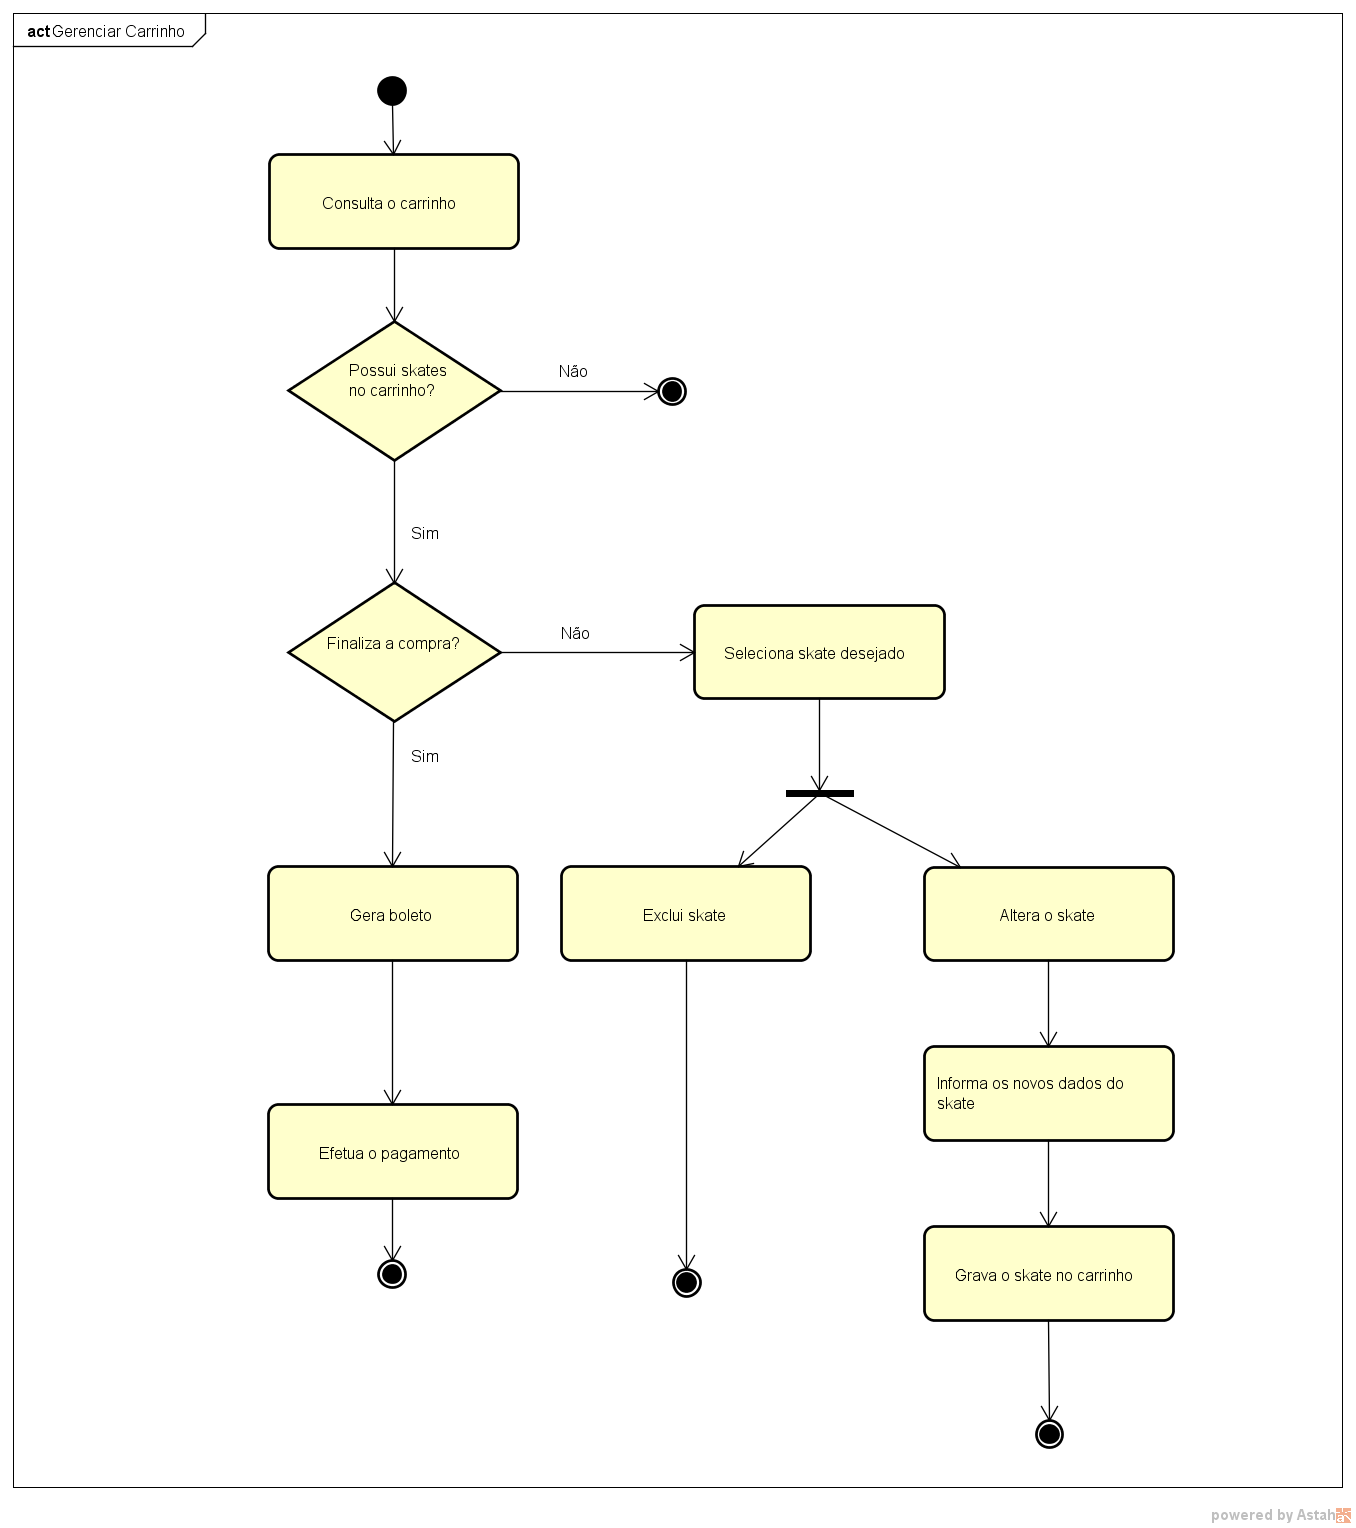 act Gerenciar Carrinho
Consulta o carrinho
Possui skates
no carrinho?
Não
Sim
Finaliza a compra?
Não
Seleciona skate desejado
Sim
Gera boleto
Exclui skate
Altera o skate
Informa os novos dados do
skate
Efetua o pagamento
Grava o skate no carrinho
powered by Astah